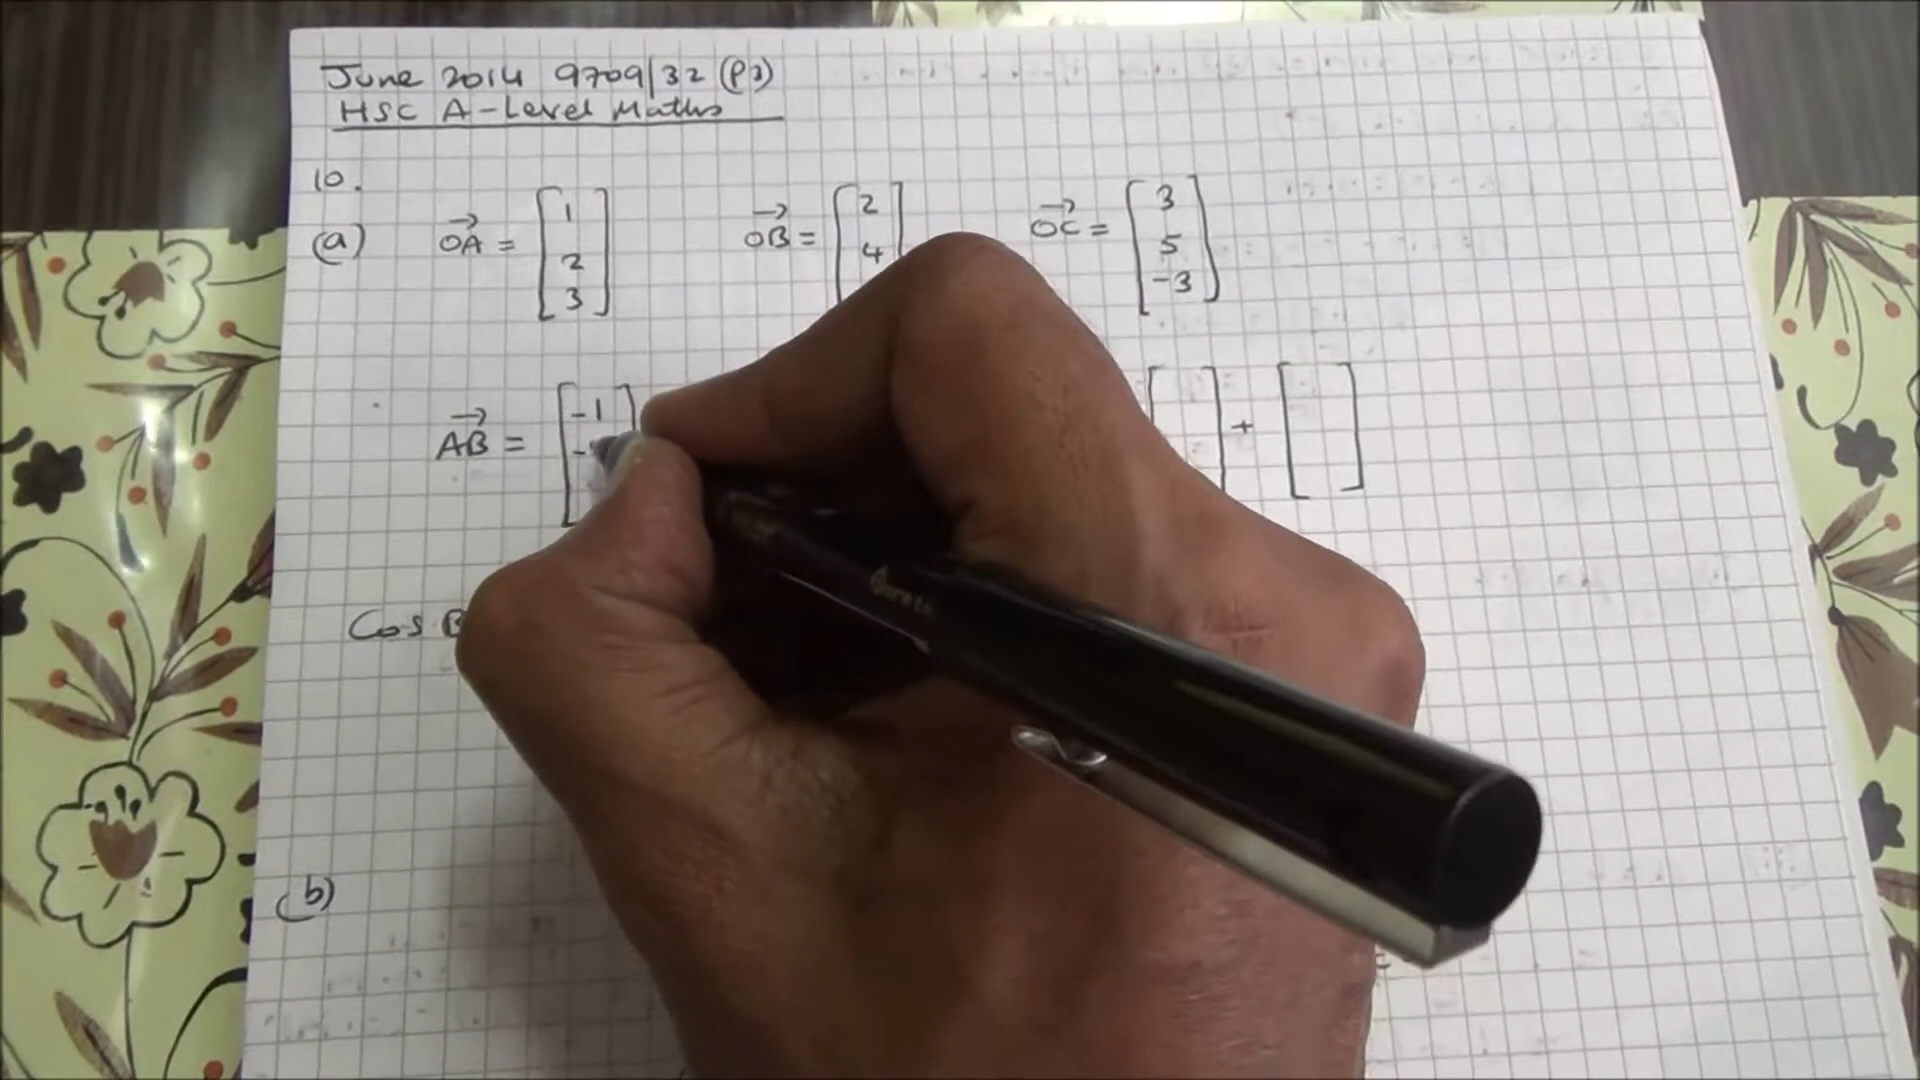 June 2014 9709/32 (P3)
HSC A-Level Maths
10.
(a) OA = [1 2 3] OB = [2 4 OC = [3 5 -3]
AB = [-1 - [ ] + [ ]
Cos B
(b)